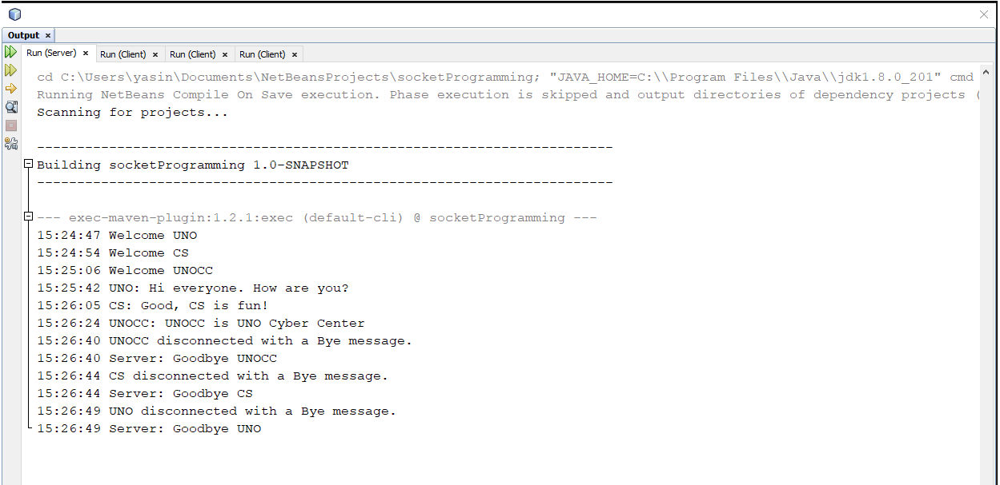 Output
Run (Server) Run (Client) Run (Client) Run (Client)
cd C:\Users\yasin\Documents\NetBeansProjects\socketProgramming; "JAVA_HOME=C:\\Program Files\\Java\\jdk1.8.0_201" cmd
Running NetBeans Compile On Save execution. Phase execution is skipped and output directories of dependency projects (
Scanning for projects...
------------------------------------------------------------------------
Building socketProgramming 1.0-SNAPSHOT
------------------------------------------------------------------------
--- exec-maven-plugin:1.2.1:exec (default-cli) @ socketProgramming ---
15:24:47 Welcome UNO
15:24:54 Welcome CS
15:25:06 Welcome UNOCC
15:25:42 UNO: Hi everyone. How are you?
15:26:05 CS: Good, CS is fun!
15:26:24 UNOCC: UNOCC is UNO Cyber Center
15:26:40 UNOCC disconnected with a Bye message.
15:26:40 Server: Goodbye UNOCC
15:26:44 CS disconnected with a Bye message.
15:26:44 Server: Goodbye CS
15:26:49 UNO disconnected with a Bye message.
15:26:49 Server: Goodbye UNO